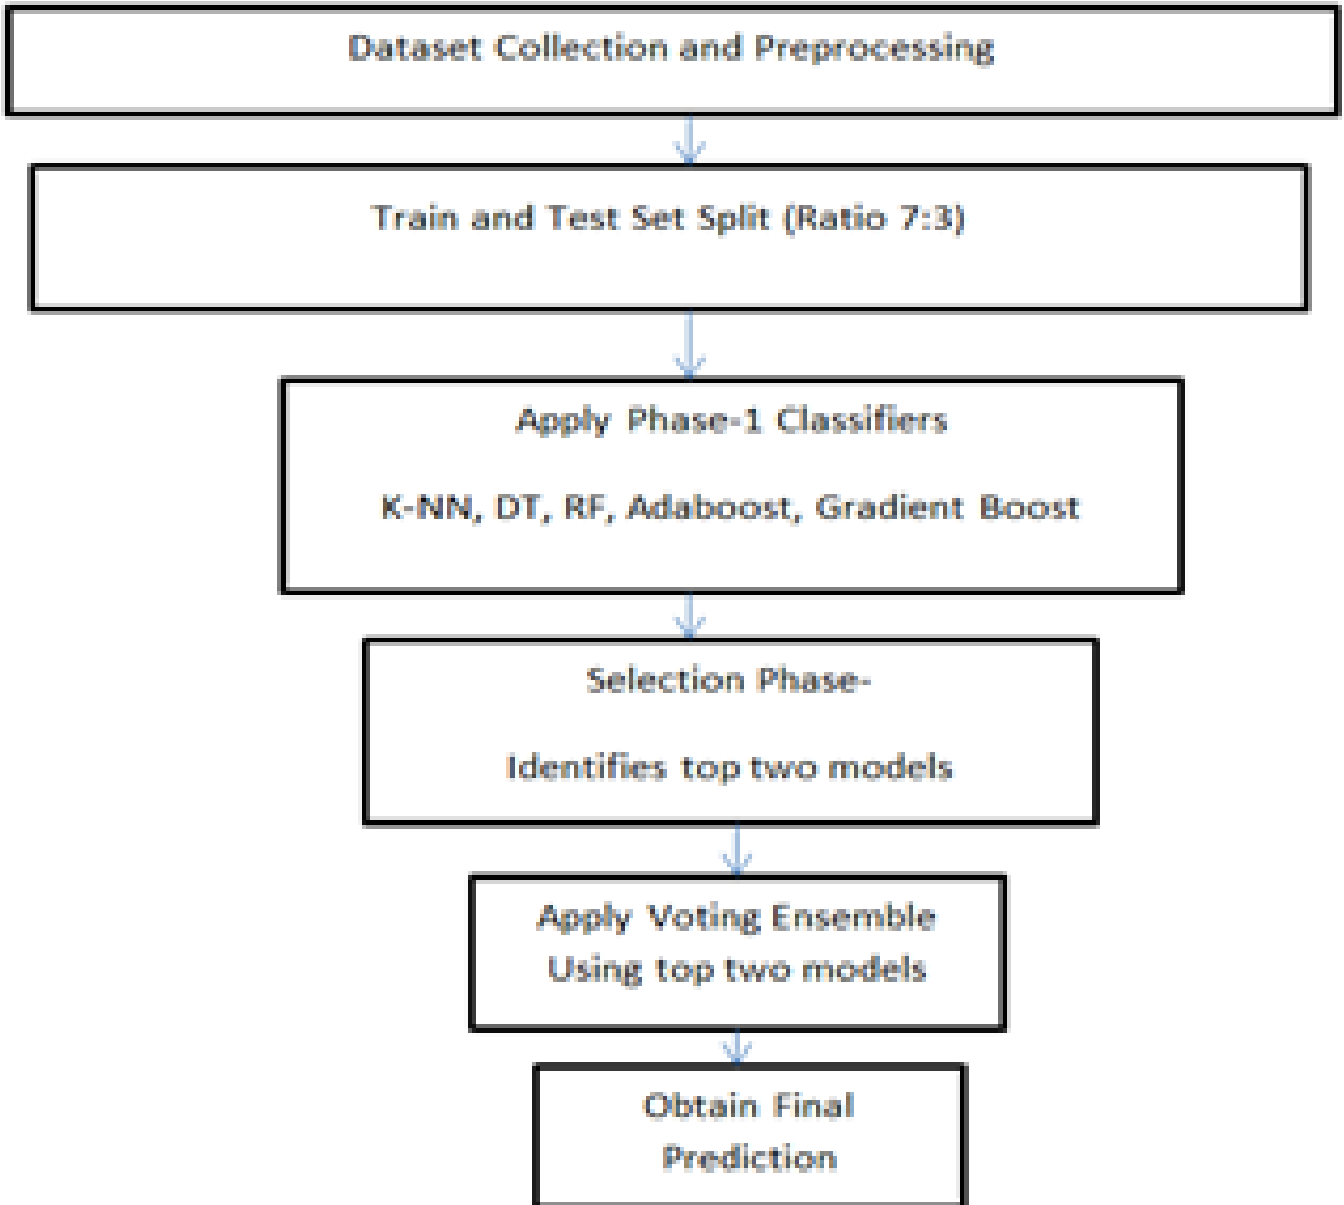 Dataset Collection and Preprocessing
Train and Test Set Split (Ratio 7:3)
Apply Phase-1 Classifiers
K-NN, DT, RF, Adaboost, Gradient Boost
Selection Phase-
Identifies top two models
Apply Voting Ensemble
Using top two models
Obtain Final
Prediction